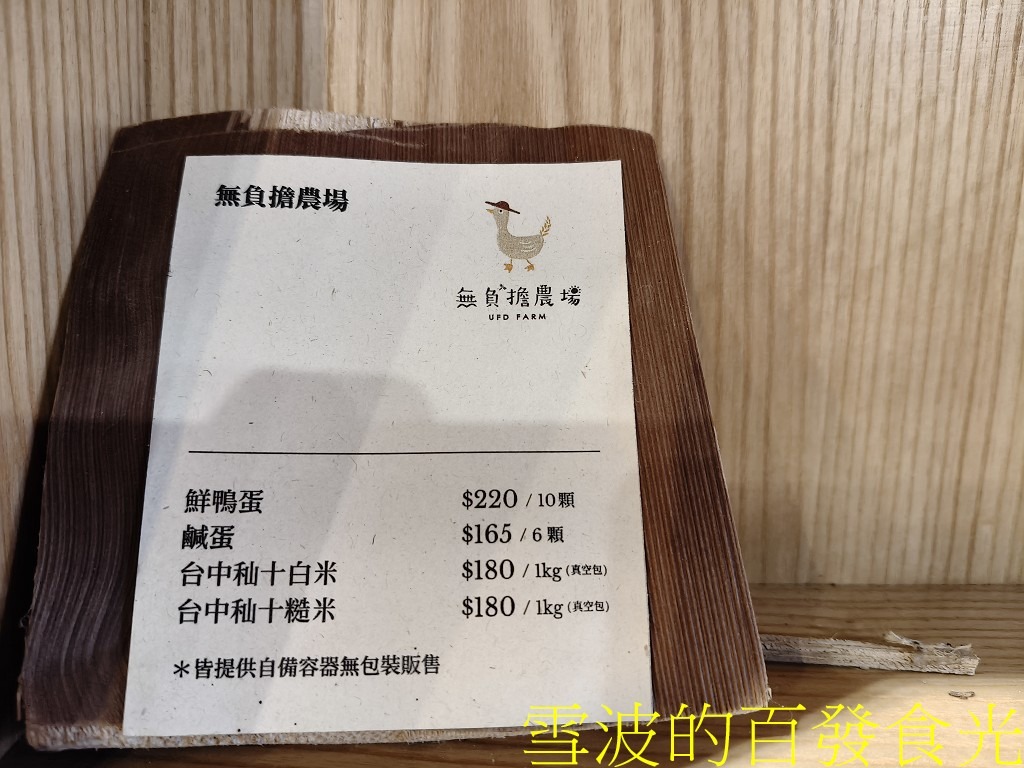 無負擔農場
無負擔農場
UFD FARM
鮮鴨蛋 $220 / 10 顆
鹹蛋 $165 / 6 顆
台中秈十白米 $180 / 1kg (真空包)
台中秈十糙米 $180 / 1kg (真空包)
＊皆提供自備容器無包裝販售
雪波的百發食光